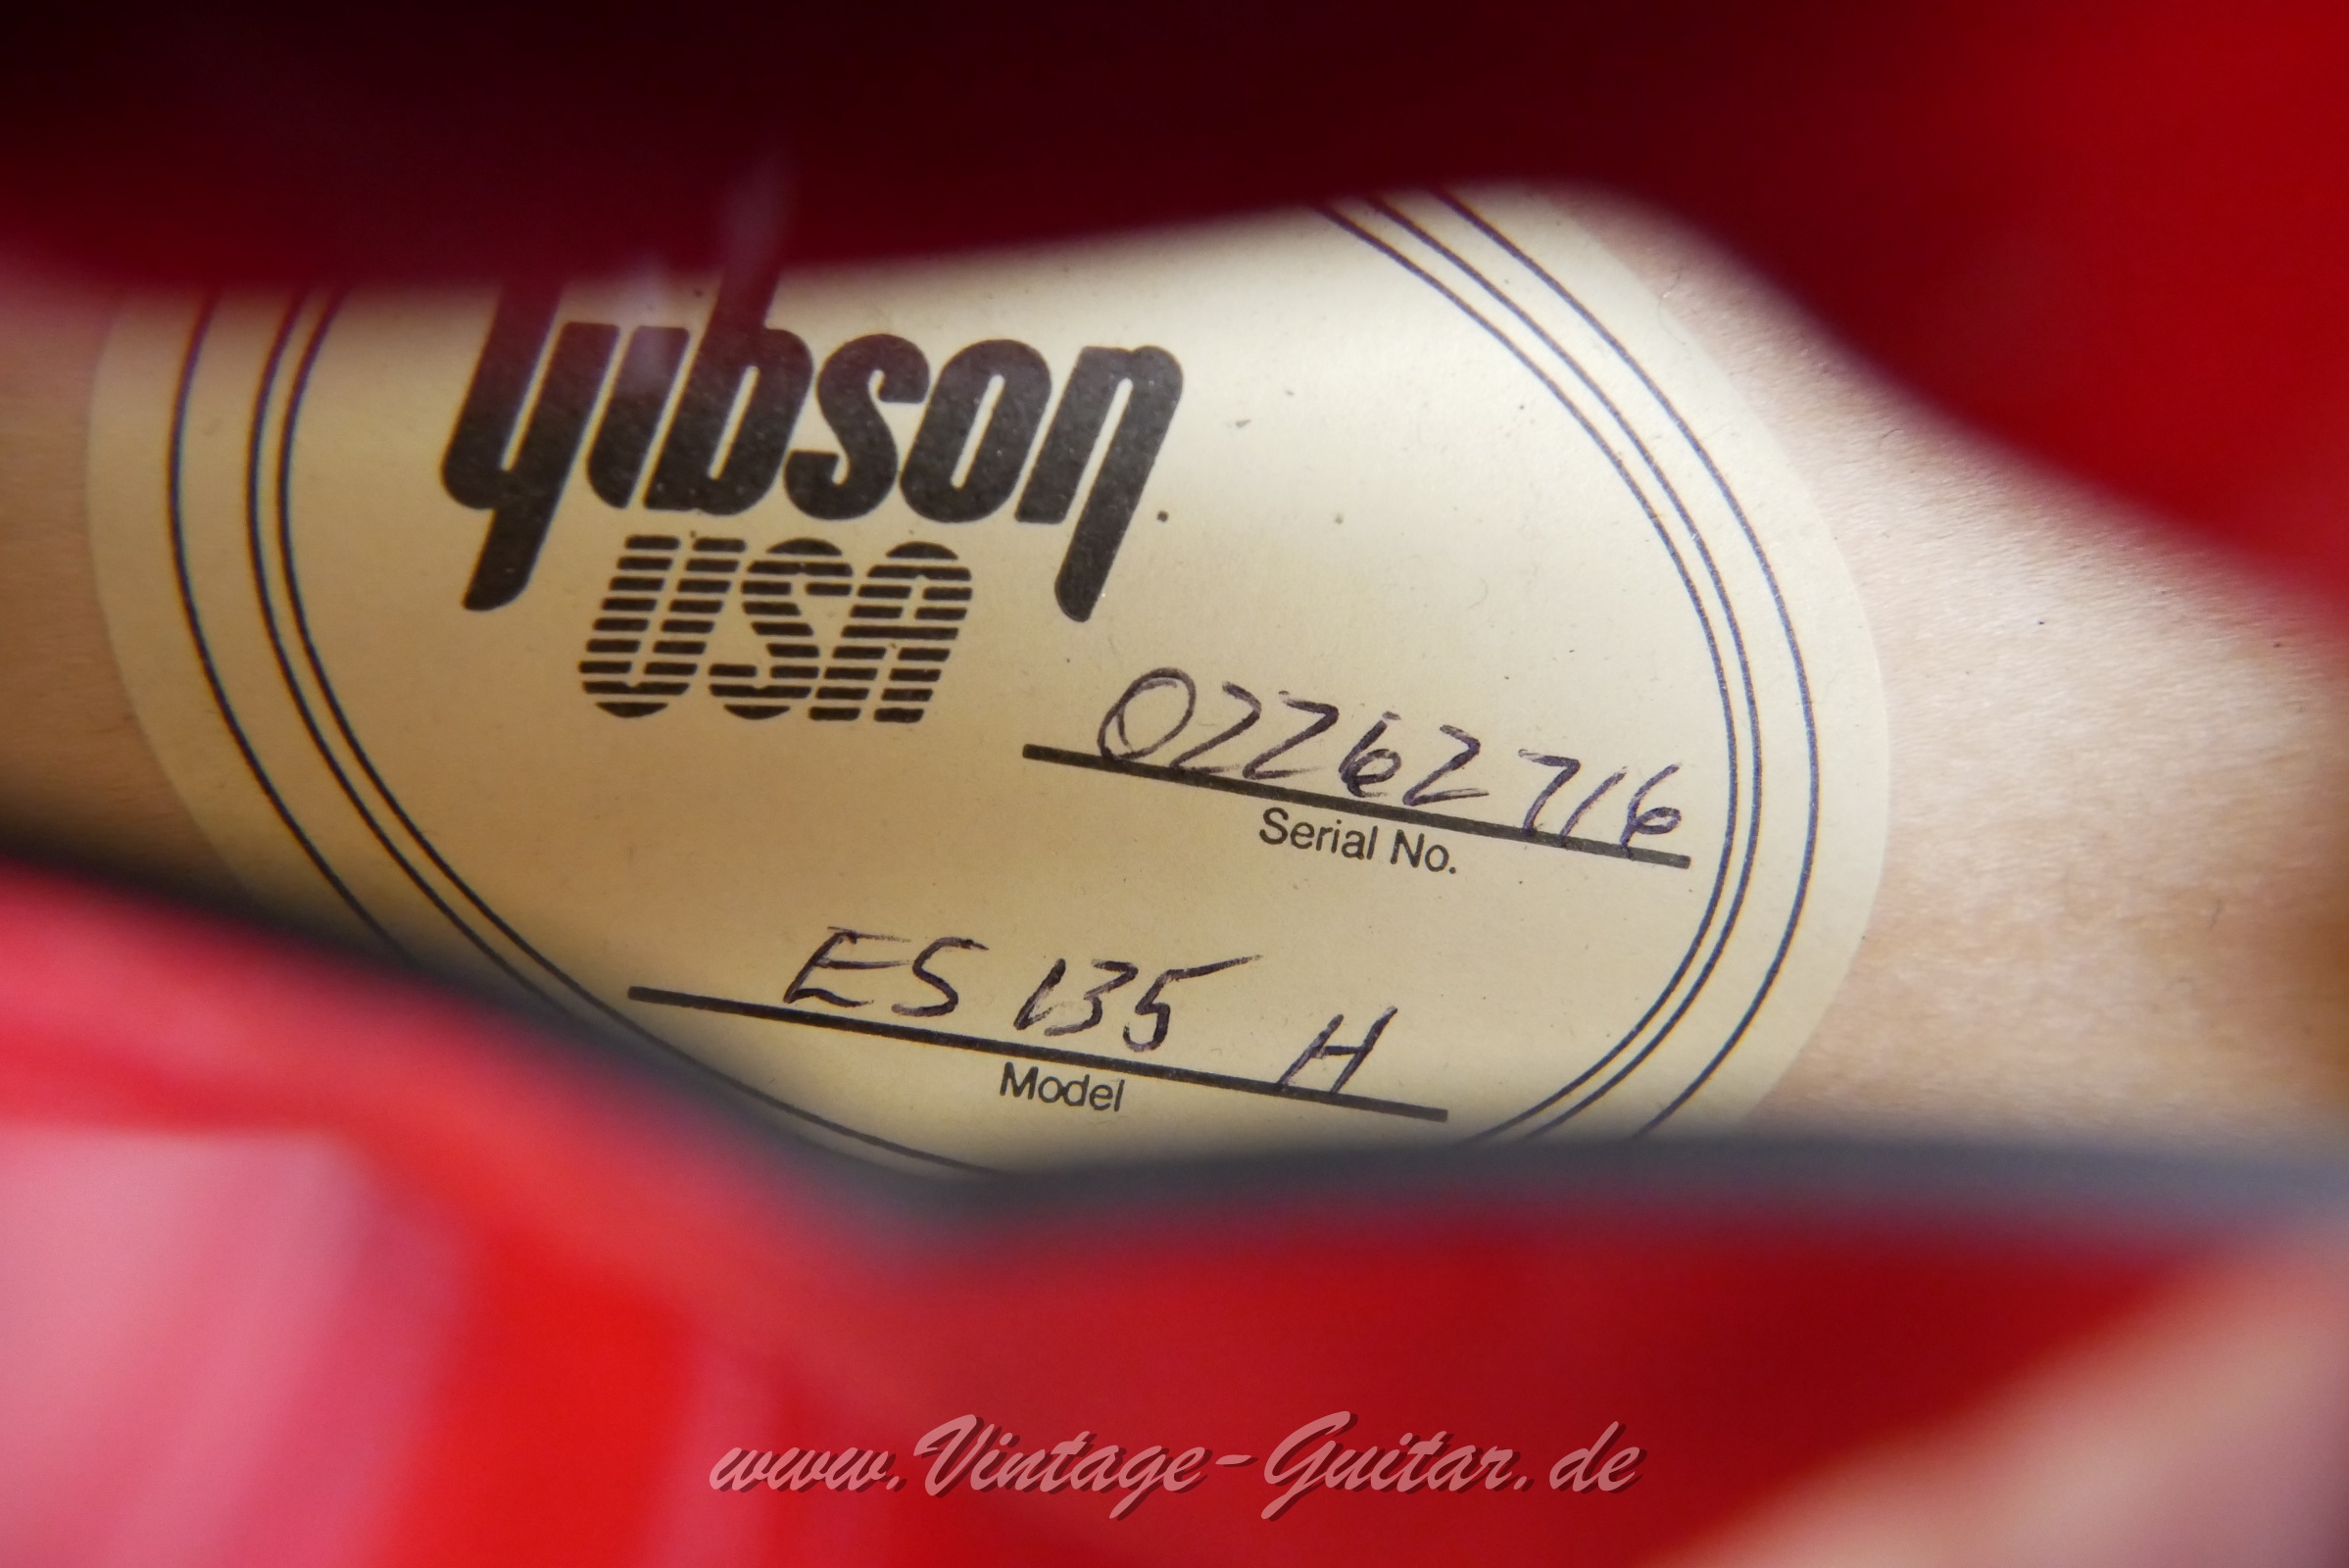 Gibson
USA
02262716
Serial No.
ES 135 H
Model
www.Vintage-Guitar.de